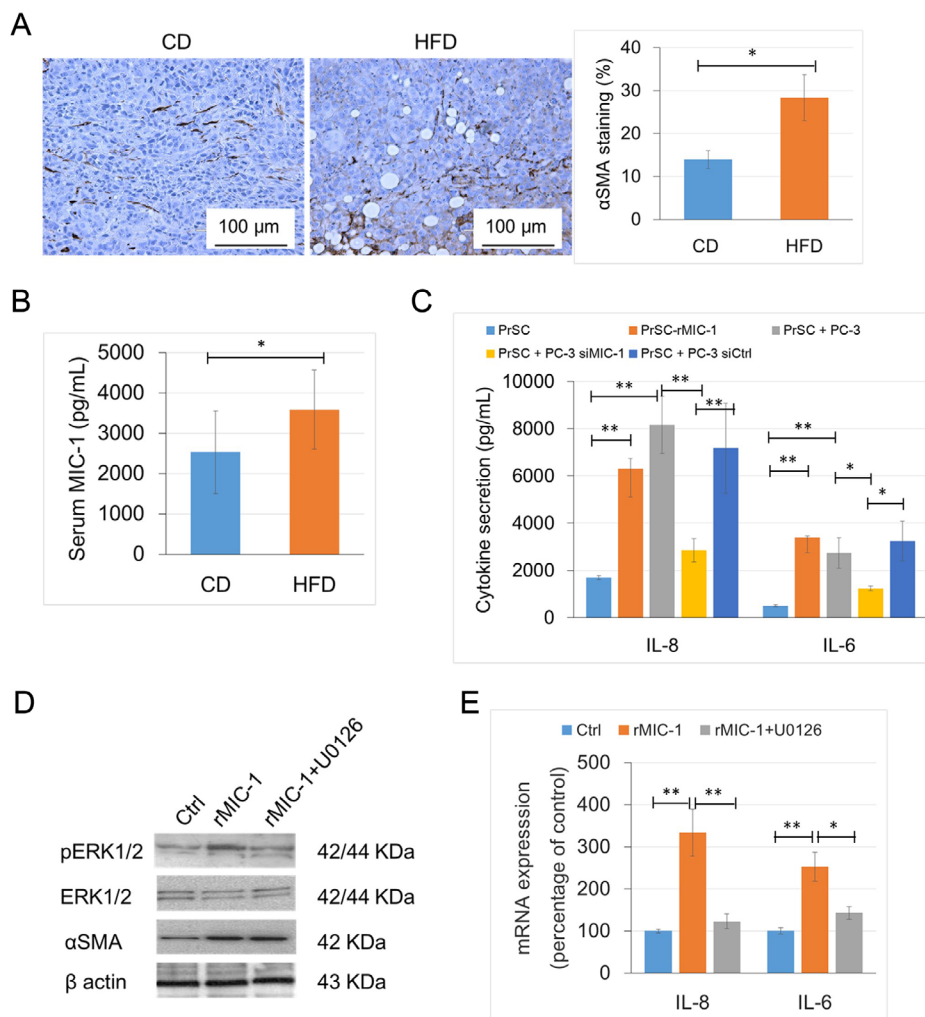 A
CD
HFD
100 µm
100 µm
αSMA staining (%)
40
30
20
10
0
*
CD
HFD
B
Serum MIC-1 (pg/mL)
5000
4000
3000
2000
1000
0
*
CD
HFD
C
PrSC
PrSC-rMIC-1
PrSC + PC-3
PrSC + PC-3 siMIC-1
PrSC + PC-3 siCtrl
Cytokine secretion (pg/mL)
10000
8000
6000
4000
2000
0
** ** ** **
** ** * *
IL-8
IL-6
D
Ctrl
rMIC-1
rMIC-1+U0126
pERK1/2 42/44 KDa
ERK1/2 42/44 KDa
αSMA 42 KDa
β actin 43 KDa
E
Ctrl
rMIC-1
rMIC-1+U0126
mRNA expresssion
(percentage of control)
500
400
300
200
100
0
** **
** *
IL-8
IL-6